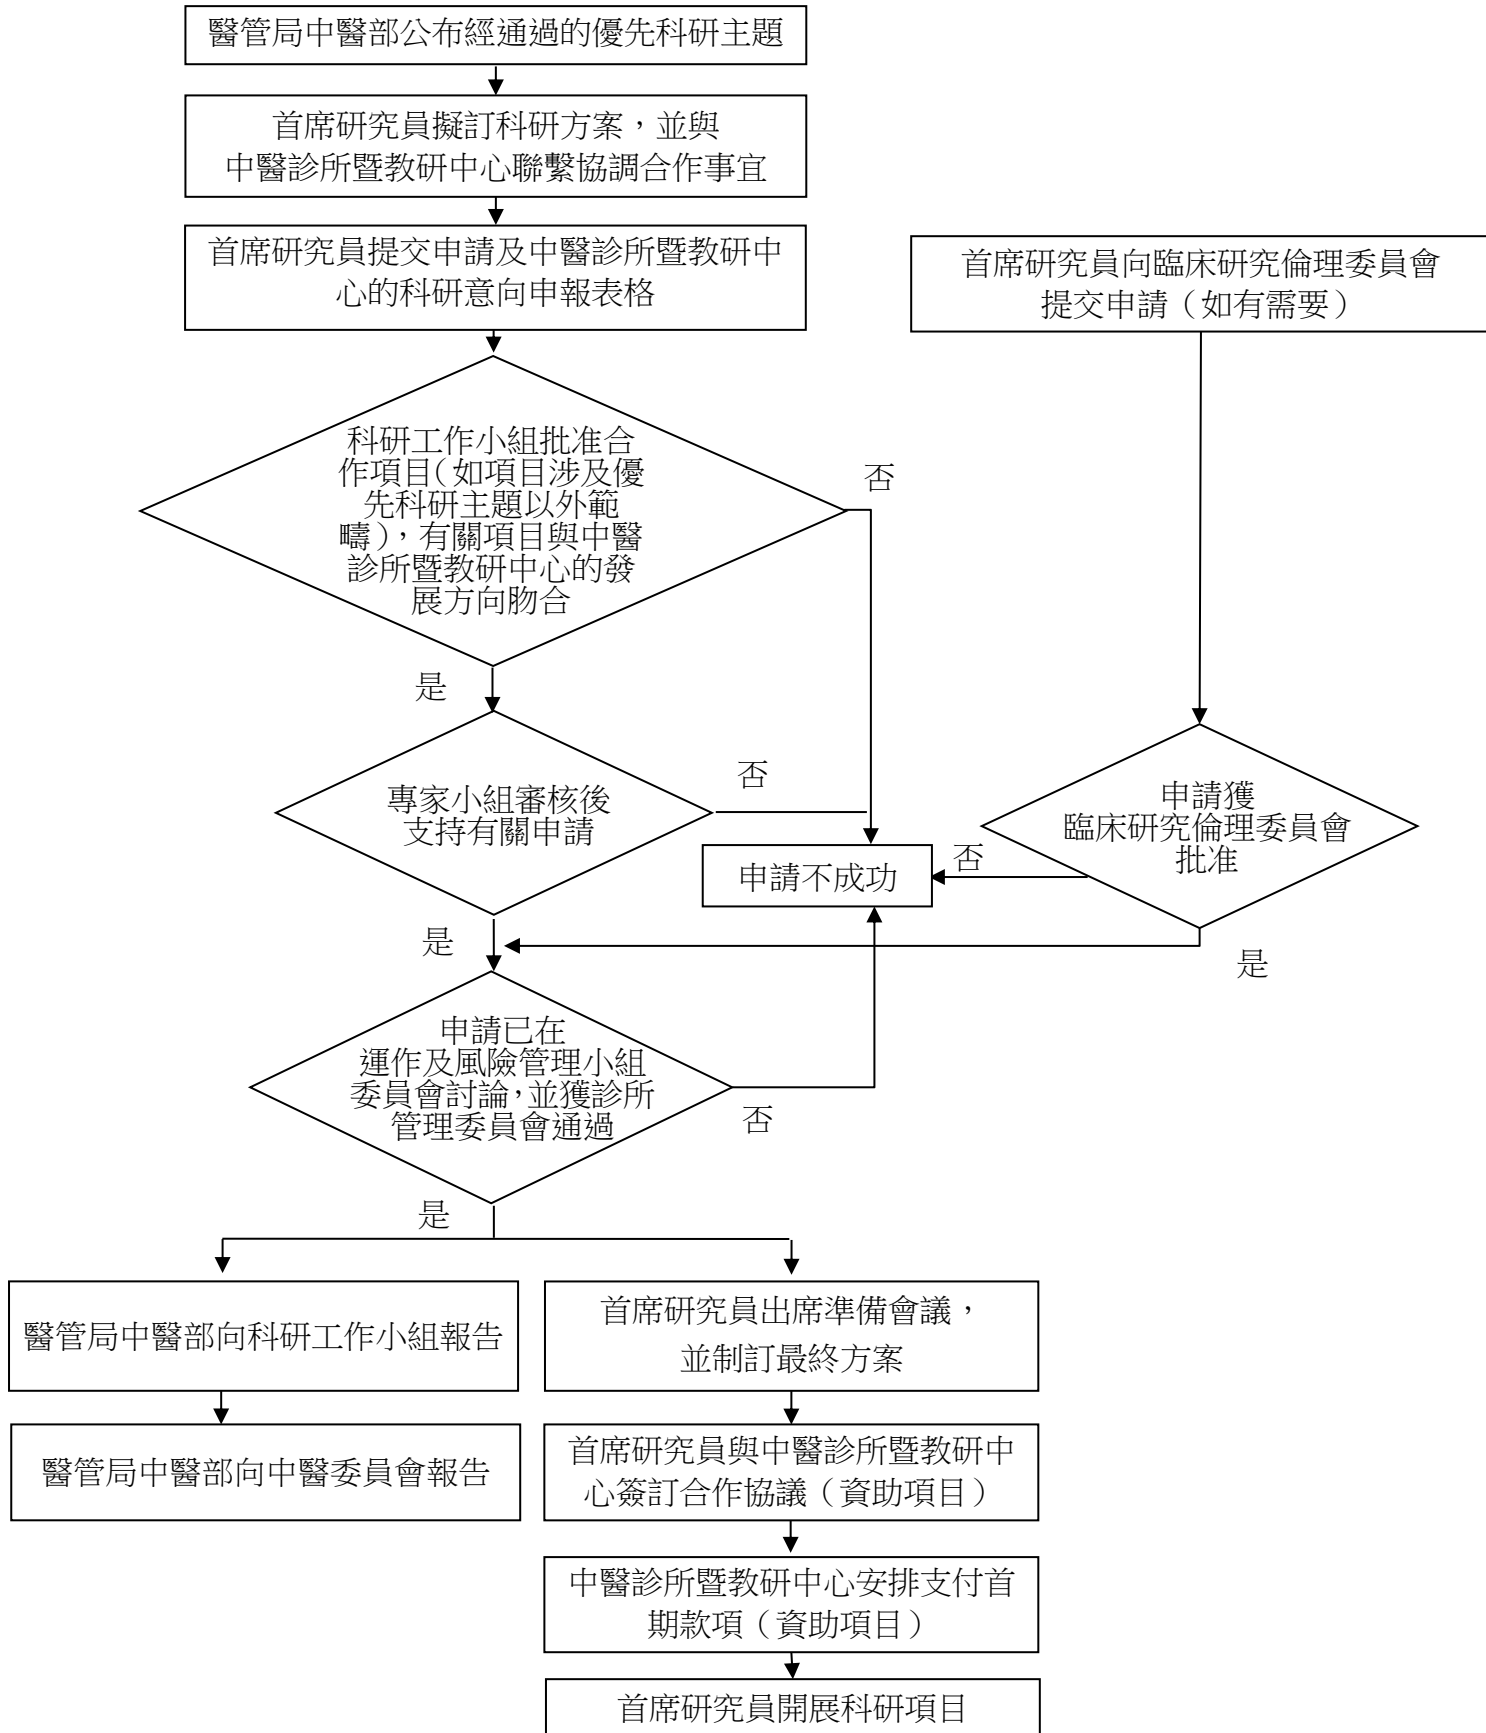 醫管局中醫部公布經通過的優先科研主題
首席研究員擬訂科研方案，並與
中醫診所暨教研中心聯繫協調合作事宜
首席研究員提交申請及中醫診所暨教研中
心的科研意向申報表格
首席研究員向臨床研究倫理委員會
提交申請（如有需要）
科研工作小組批准合
作項目（如項目涉及優
先科研主題以外範
疇），有關項目與中醫
診所暨教研中心的發
展方向脗合
否
是
專家小組審核後
支持有關申請
否
申請獲
臨床研究倫理委員會
批准
否
申請不成功
是
是
申請已在
運作及風險管理小組
委員會討論，並獲診所
管理委員會通過
否
是
醫管局中醫部向科研工作小組報告
首席研究員出席準備會議，
並制訂最終方案
醫管局中醫部向中醫委員會報告
首席研究員與中醫診所暨教研中
心簽訂合作協議（資助項目）
中醫診所暨教研中心安排支付首
期款項（資助項目）
首席研究員開展科研項目